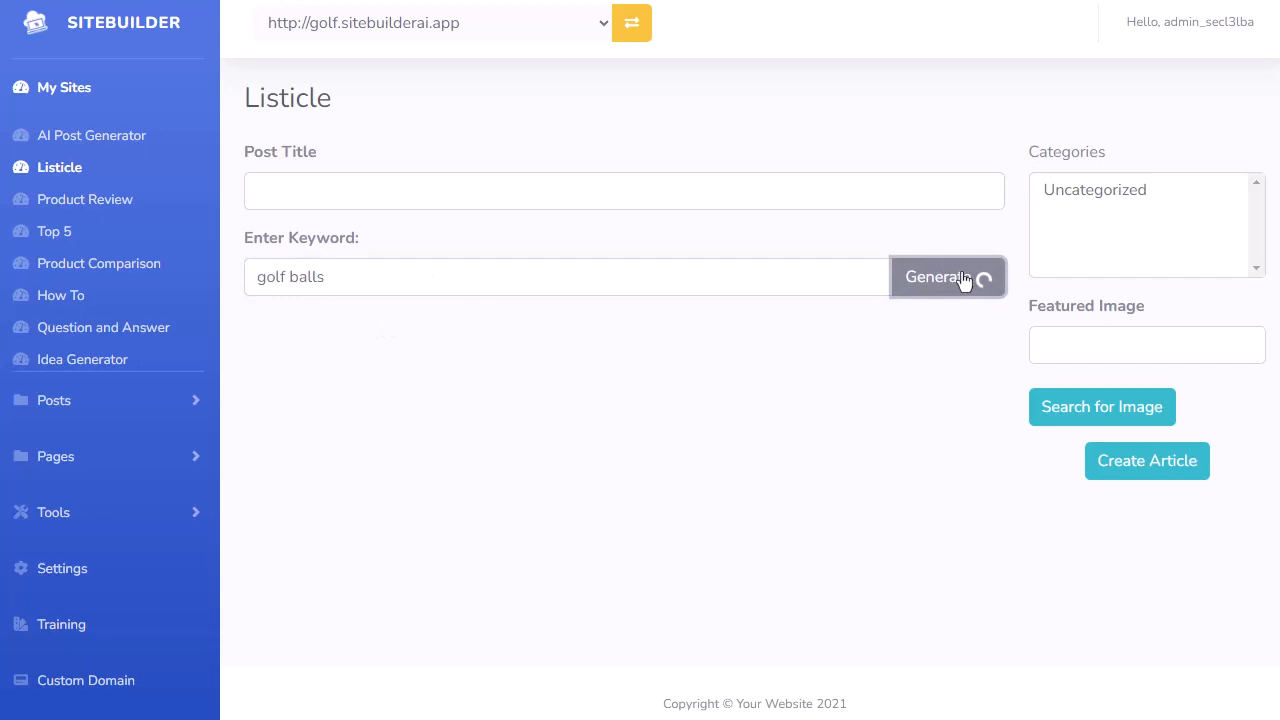 SITEBUILDER
http://golf.sitebuilderai.app
Hello, admin_secl3lba
My Sites
AI Post Generator
Listicle
Product Review
Top 5
Product Comparison
How To
Question and Answer
Idea Generator
Posts
Pages
Tools
Settings
Training
Custom Domain
Listicle
Post Title
Enter Keyword:
golf balls
Generate
Categories
Uncategorized
Featured Image
Search for Image
Create Article
Copyright © Your Website 2021